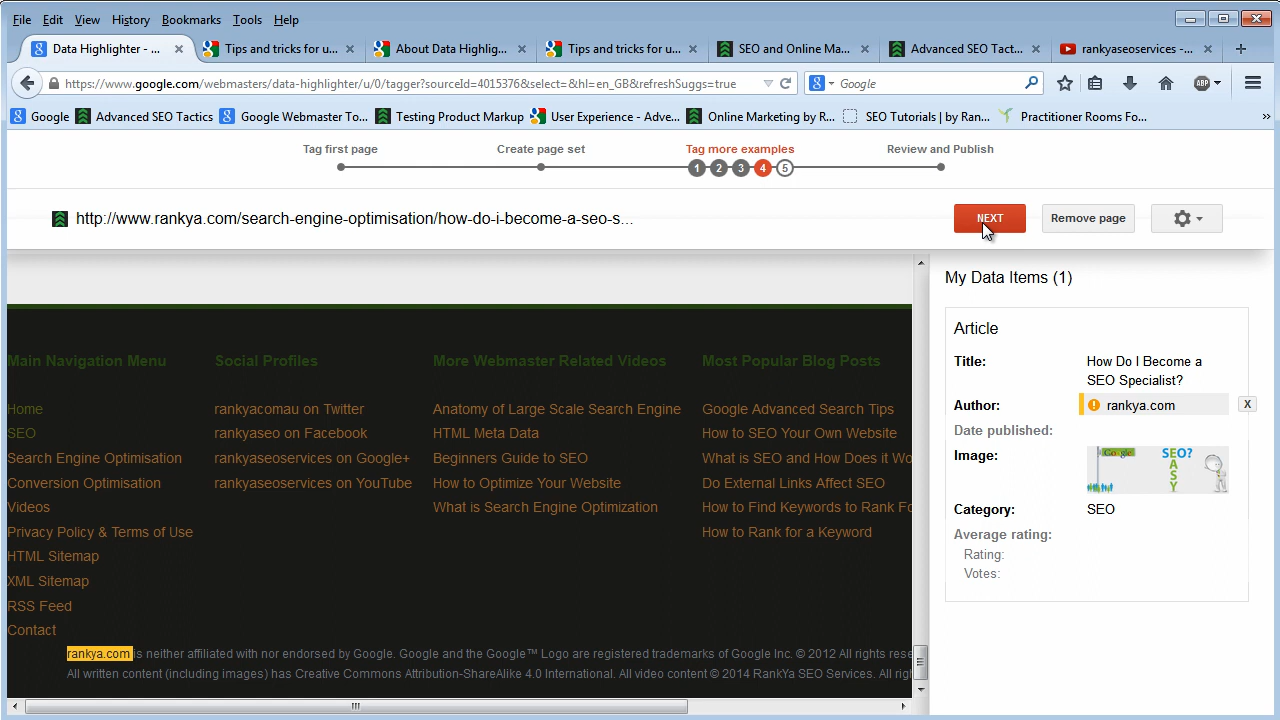 File Edit View History Bookmarks Tools Help
Data Highlighter - ... Tips and tricks for u... About Data Highlig... Tips and tricks for u... SEO and Online Ma... Advanced SEO Tact... rankyaseoservices -...
https://www.google.com/webmasters/data-highlighter/u/0/tagger?sourceId=4015376&select=&hl=en_GB&refreshSuggs=true Google ABP
Google Advanced SEO Tactics Google Webmaster To... Testing Product Markup User Experience - Adve... Online Marketing by R... SEO Tutorials | by Ran... Practitioner Rooms Fo...
Tag first page Create page set Tag more examples Review and Publish
1 2 3 4 5
http://www.rankya.com/search-engine-optimisation/how-do-i-become-a-seo-s... NEXT Remove page
My Data Items (1)
Article
Title: How Do I Become a
SEO Specialist?
Author: rankya.com X
Date published:
Image: Google SEO?
EASY
Category: SEO
Average rating:
Rating:
Votes:
Main Navigation Menu Social Profiles More Webmaster Related Videos Most Popular Blog Posts
Home rankyacomau on Twitter Anatomy of Large Scale Search Engine Google Advanced Search Tips
SEO rankyaseo on Facebook HTML Meta Data How to SEO Your Own Website
Search Engine Optimisation rankyaseoservices on Google+ Beginners Guide to SEO What is SEO and How Does it Wo
Conversion Optimisation rankyaseoservices on YouTube How to Optimize Your Website Do External Links Affect SEO
Videos What is Search Engine Optimization How to Find Keywords to Rank Fo
Privacy Policy & Terms of Use How to Rank for a Keyword
HTML Sitemap
XML Sitemap
RSS Feed
Contact
rankya.com is neither affiliated with nor endorsed by Google. Google and the Google™ Logo are registered trademarks of Google Inc. © 2012 All rights rese
All written content (including images) has Creative Commons Attribution-ShareAlike 4.0 International. All video content © 2014 RankYa SEO Services. All rig